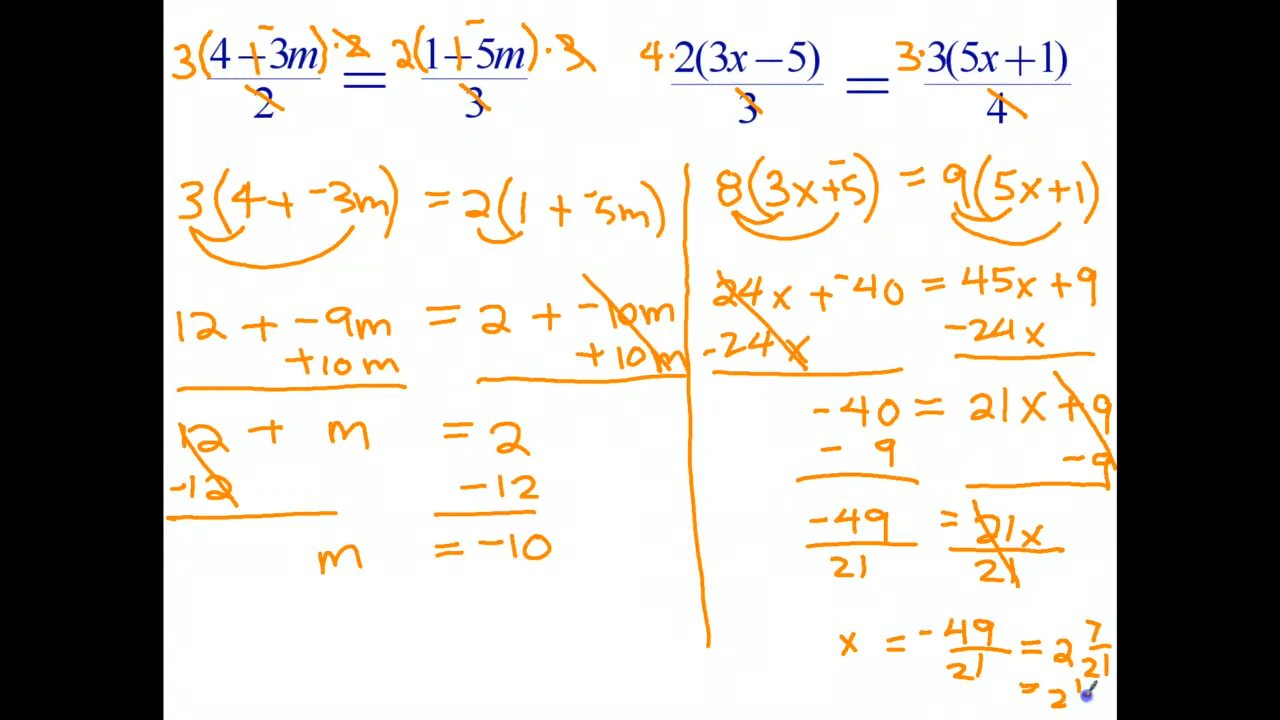 3(4+⁻3m)·2 / 2 = 2(1+⁻5m)·3 / 3
3(4 + ⁻3m) = 2(1 + ⁻5m)
12 + -9m = 2 + -10m
+10m +10m
12 + m = 2
-12 -12
m = -10
4·2(3x − 5) / 3 = 3·3(5x + 1) / 4
8(3x + ⁻5) = 9(5x + 1)
24x + ⁻40 = 45x + 9
-24x -24x
-40 = 21x + 9
- 9 -9
-49 / 21 = 21x / 21
x = -49/21 = 2 7/21
= 2 1